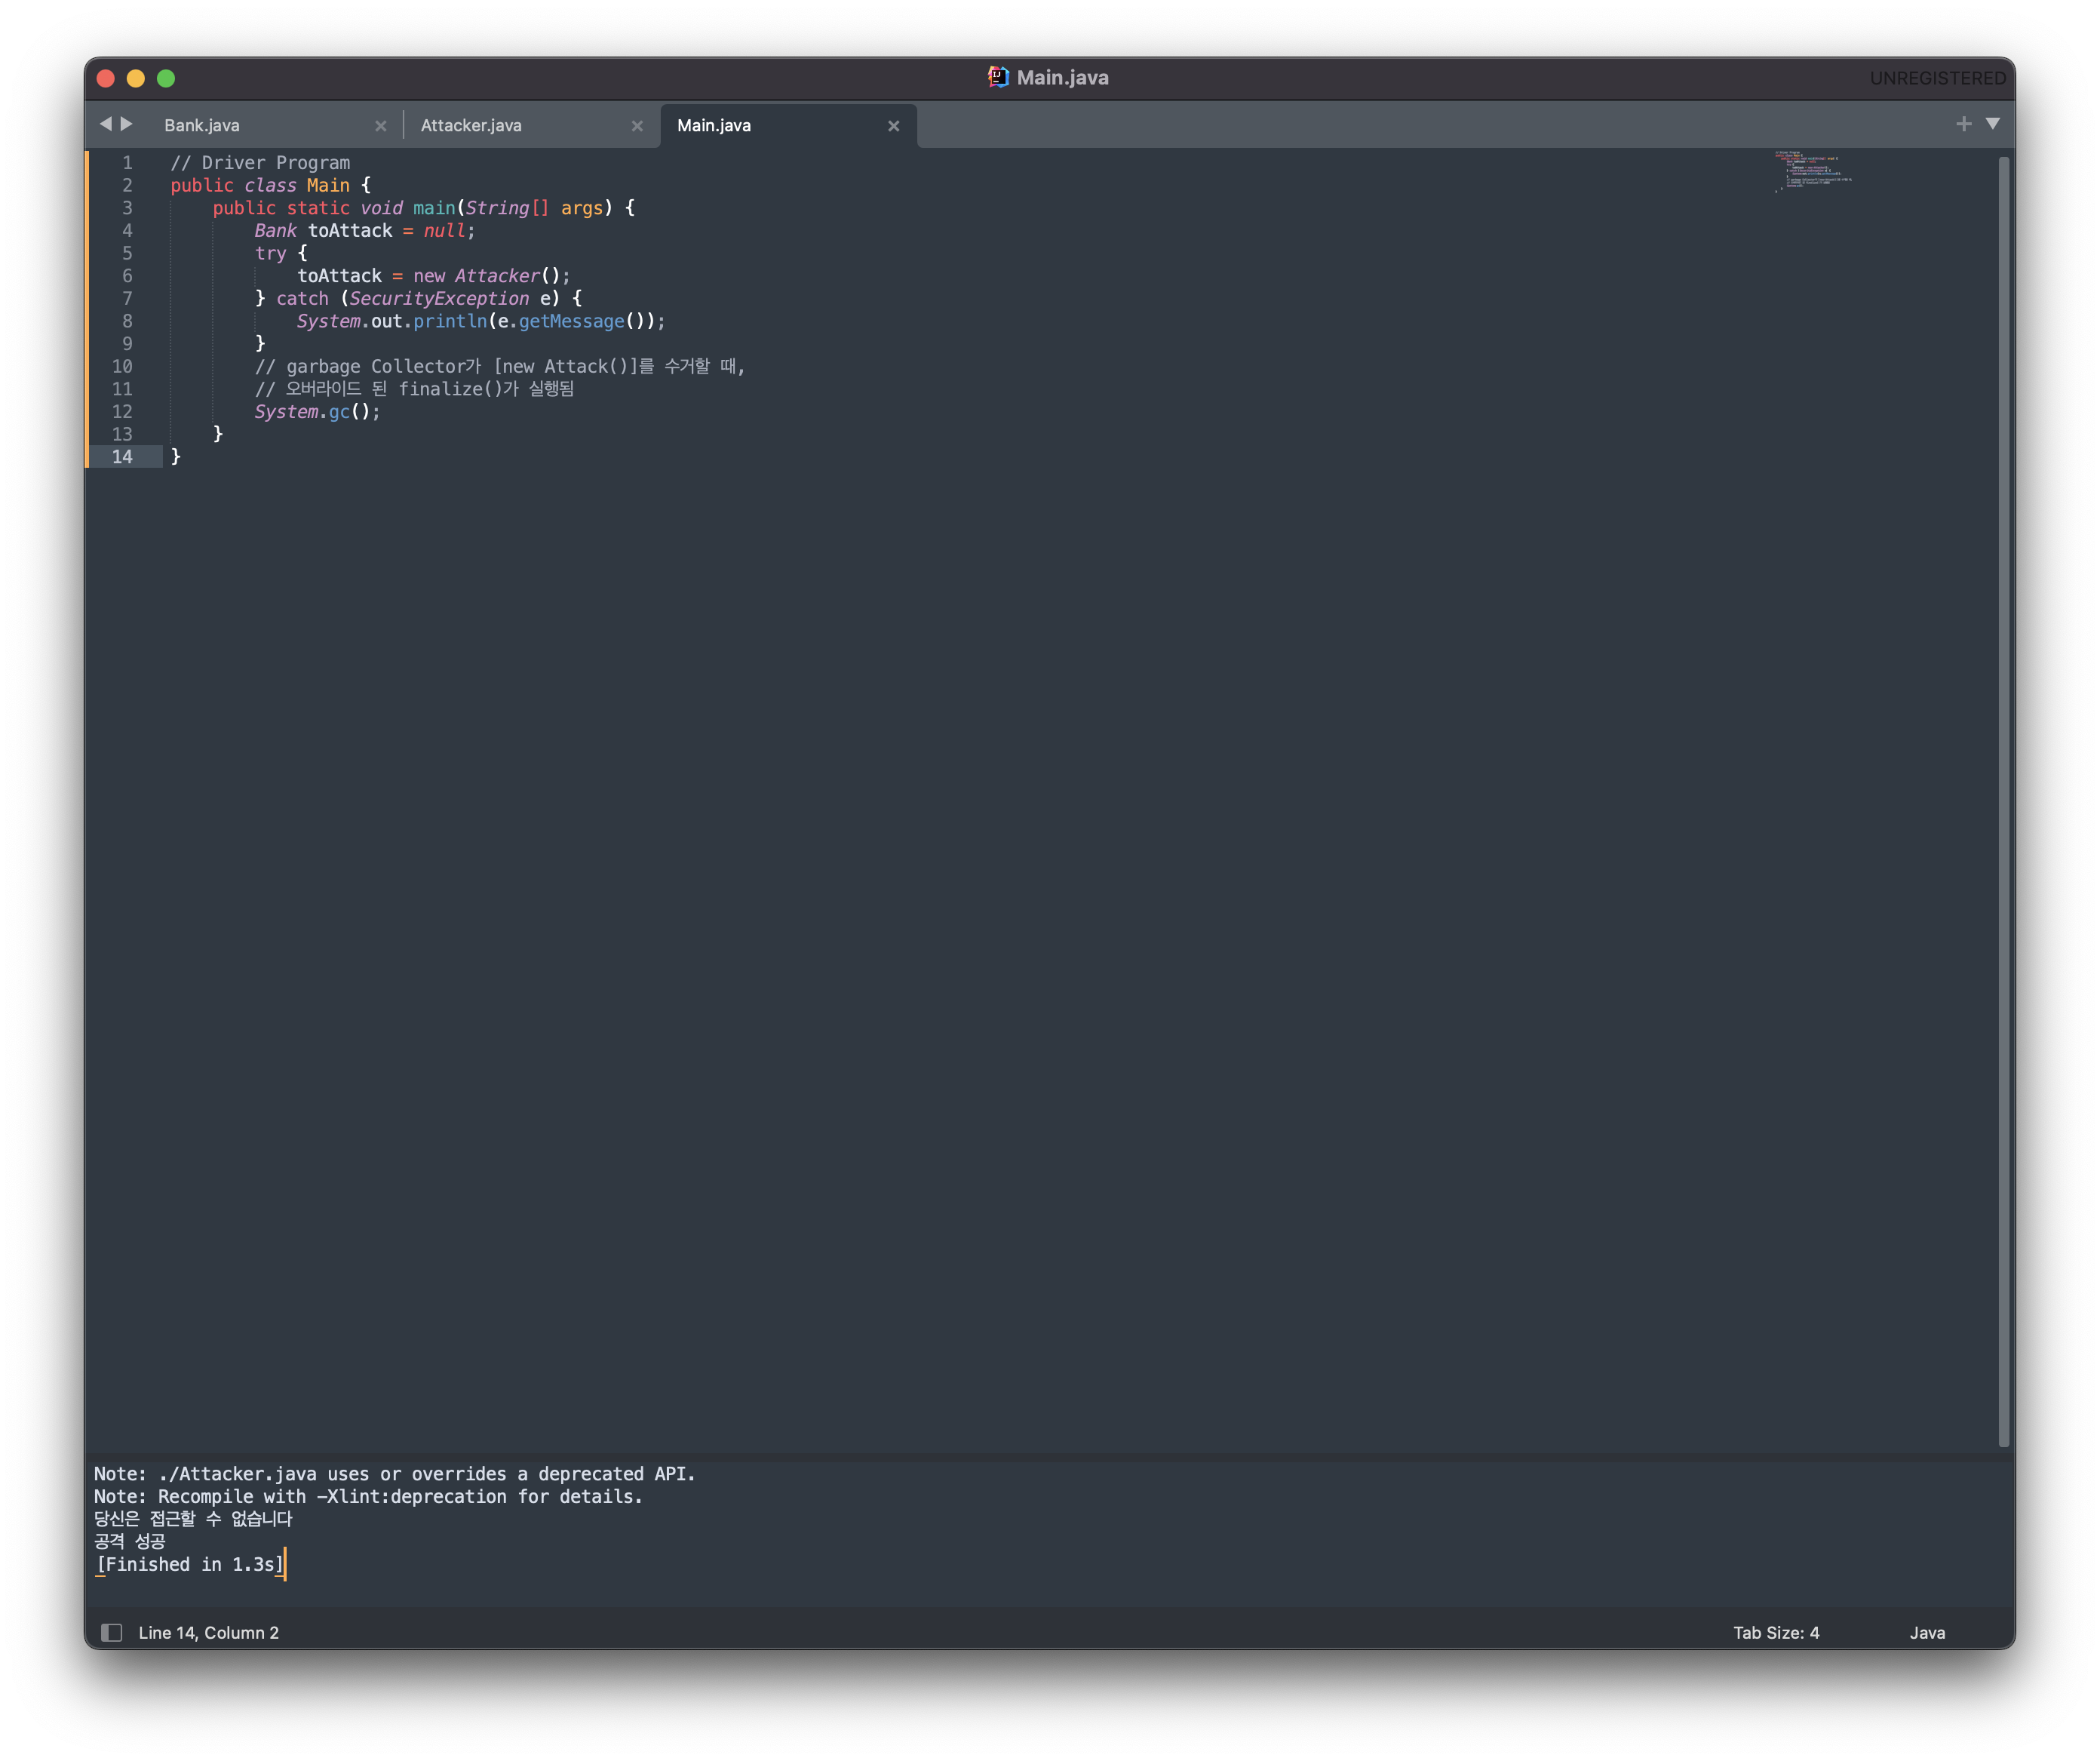 Main.java
UNREGISTERED
Bank.java
Attacker.java
Main.java
1 // Driver Program
2 public class Main {
3     public static void main(String[] args) {
4         Bank toAttack = null;
5         try {
6             toAttack = new Attacker();
7         } catch (SecurityException e) {
8             System.out.println(e.getMessage());
9         }
10         // garbage Collector가 [new Attack()]를 수거할 때,
11         // 오버라이드 된 finalize()가 실행됨
12         System.gc();
13     }
14 }
Note: ./Attacker.java uses or overrides a deprecated API.
Note: Recompile with -Xlint:deprecation for details.
당신은 접근할 수 없습니다
공격 성공
[Finished in 1.3s]
Line 14, Column 2
Tab Size: 4
Java